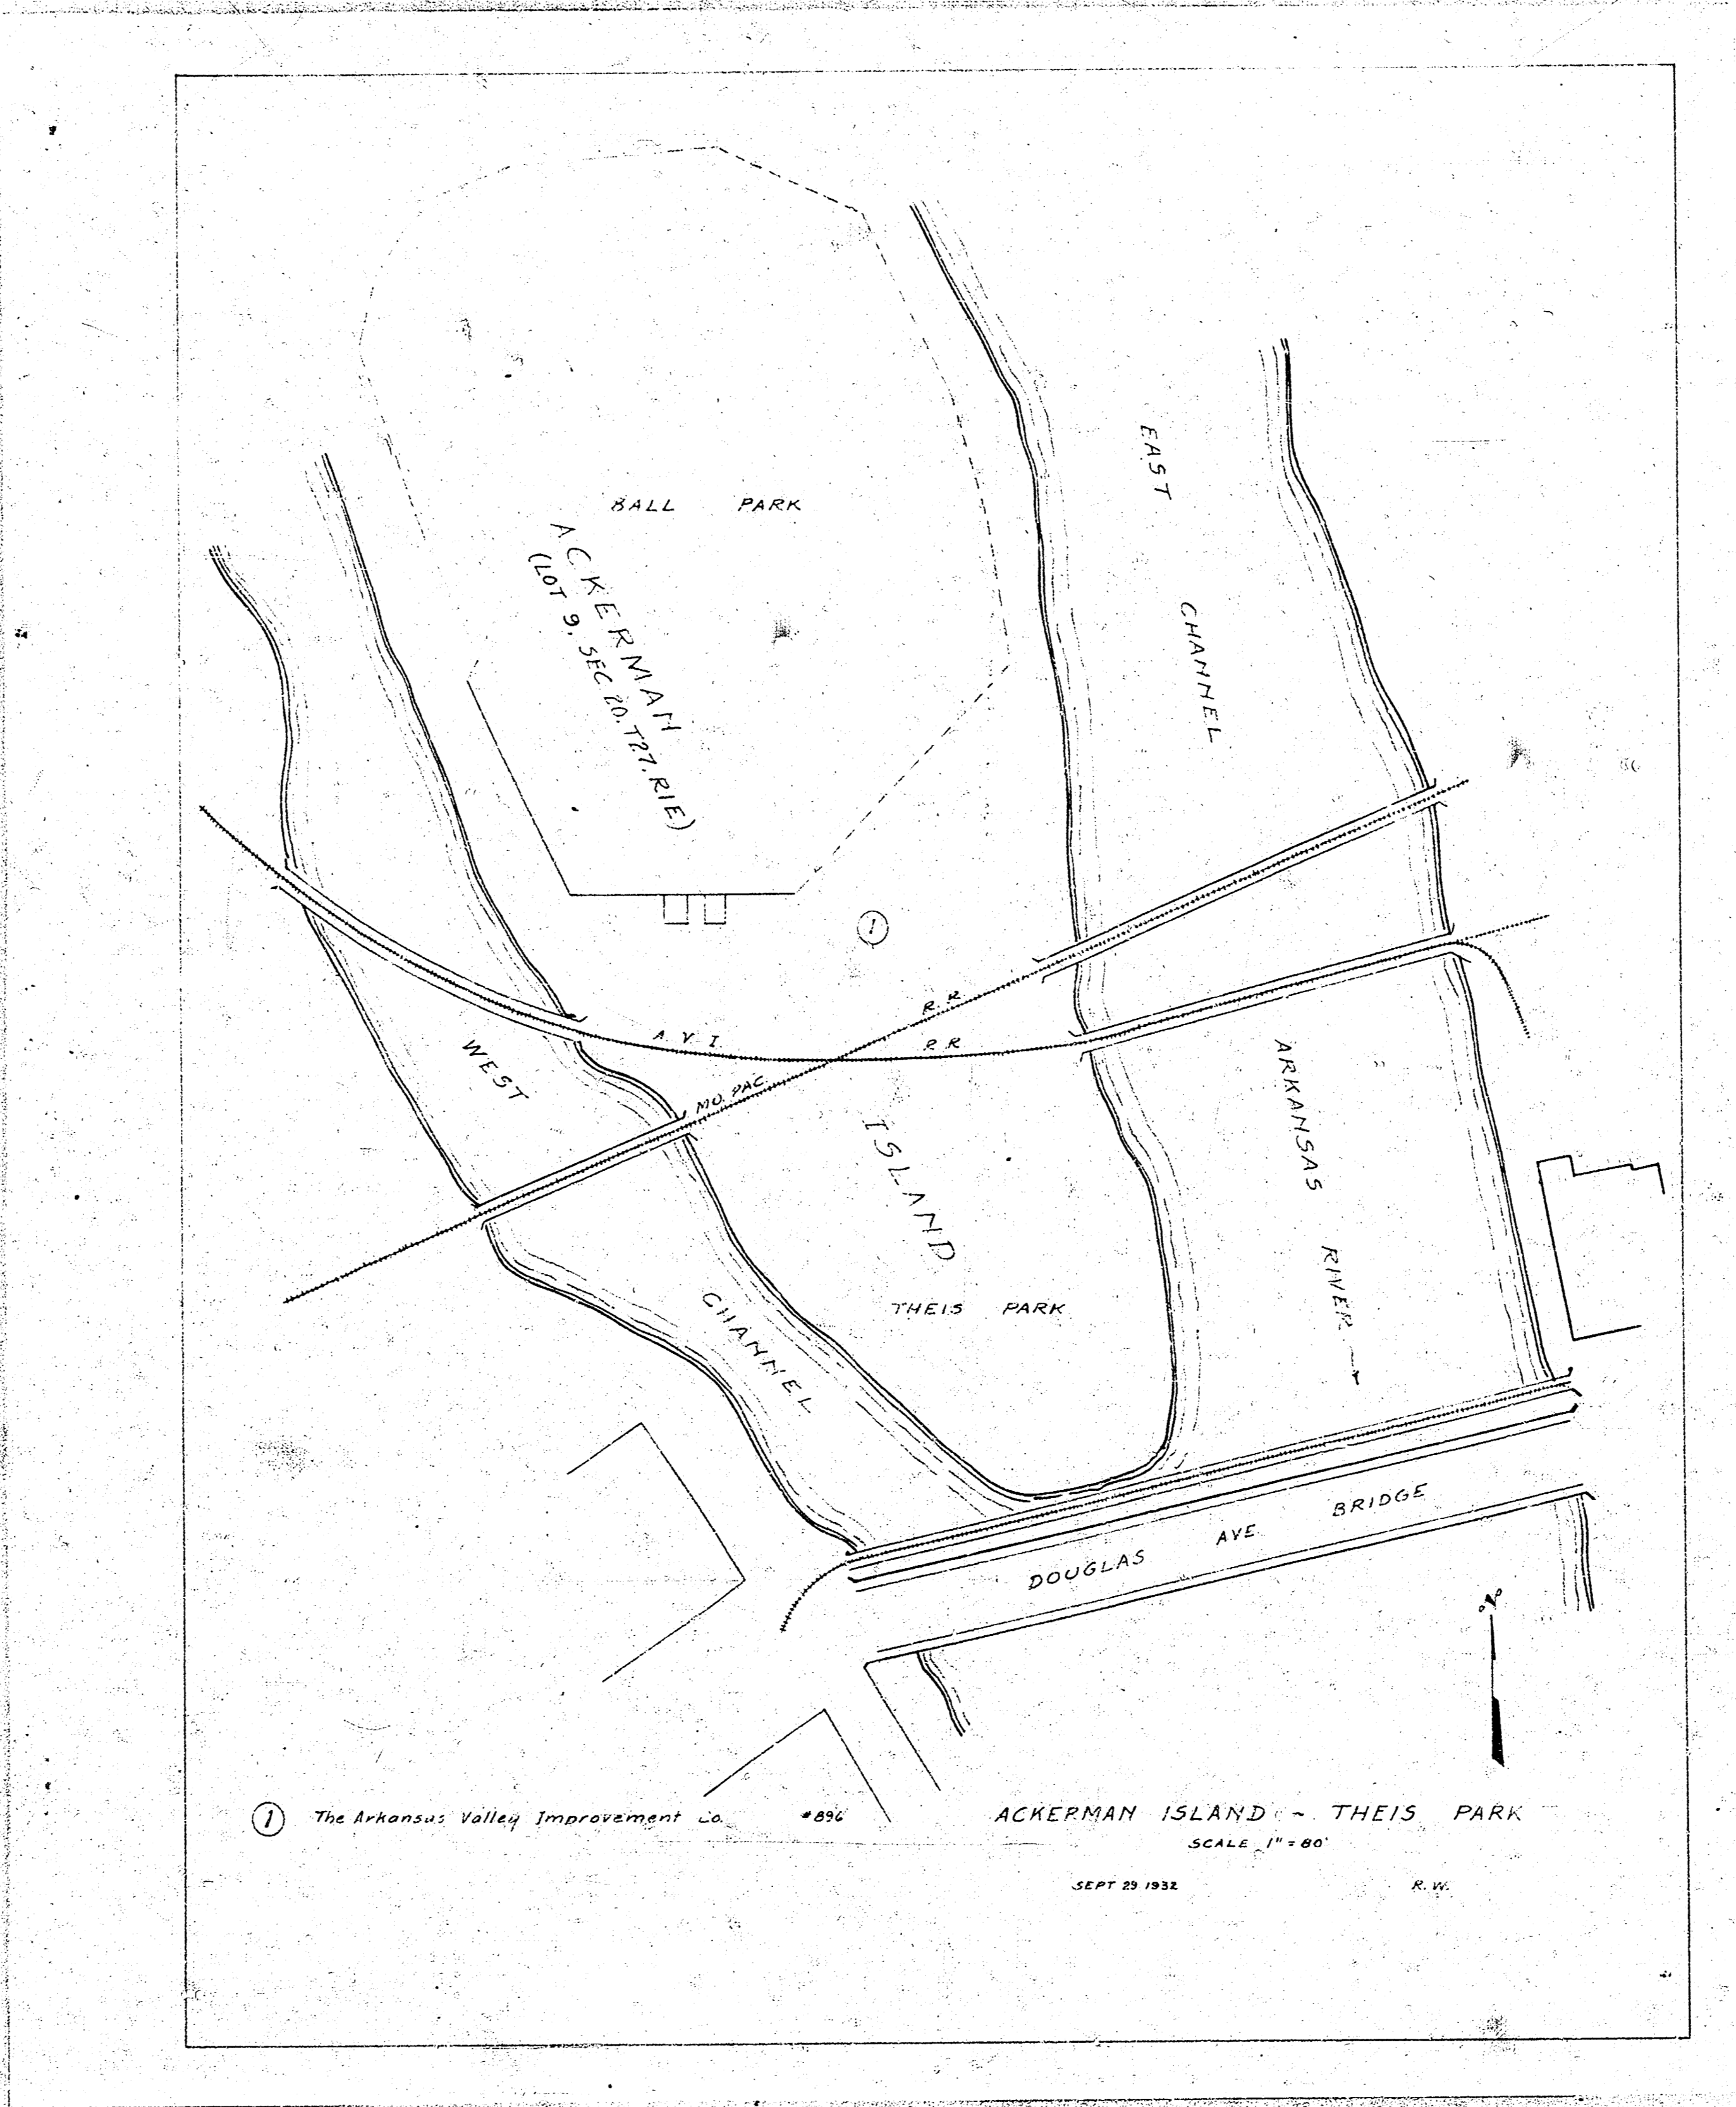 BALL PARK
ACKERMAN
(LOT 9. SEC 20. T27. R1E)
EAST
CHANNEL
1
R. R.
A. V. I.
R. R.
MO. PAC.
WEST
CHANNEL
ISLAND
THEIS PARK
ARKANSAS
RIVER
DOUGLAS AVE. BRIDGE
N
1 The Arkansas Valley Improvement Co. #896
ACKERMAN ISLAND ~ THEIS PARK
SCALE 1" = 80'
SEPT 29 1932 R. W.